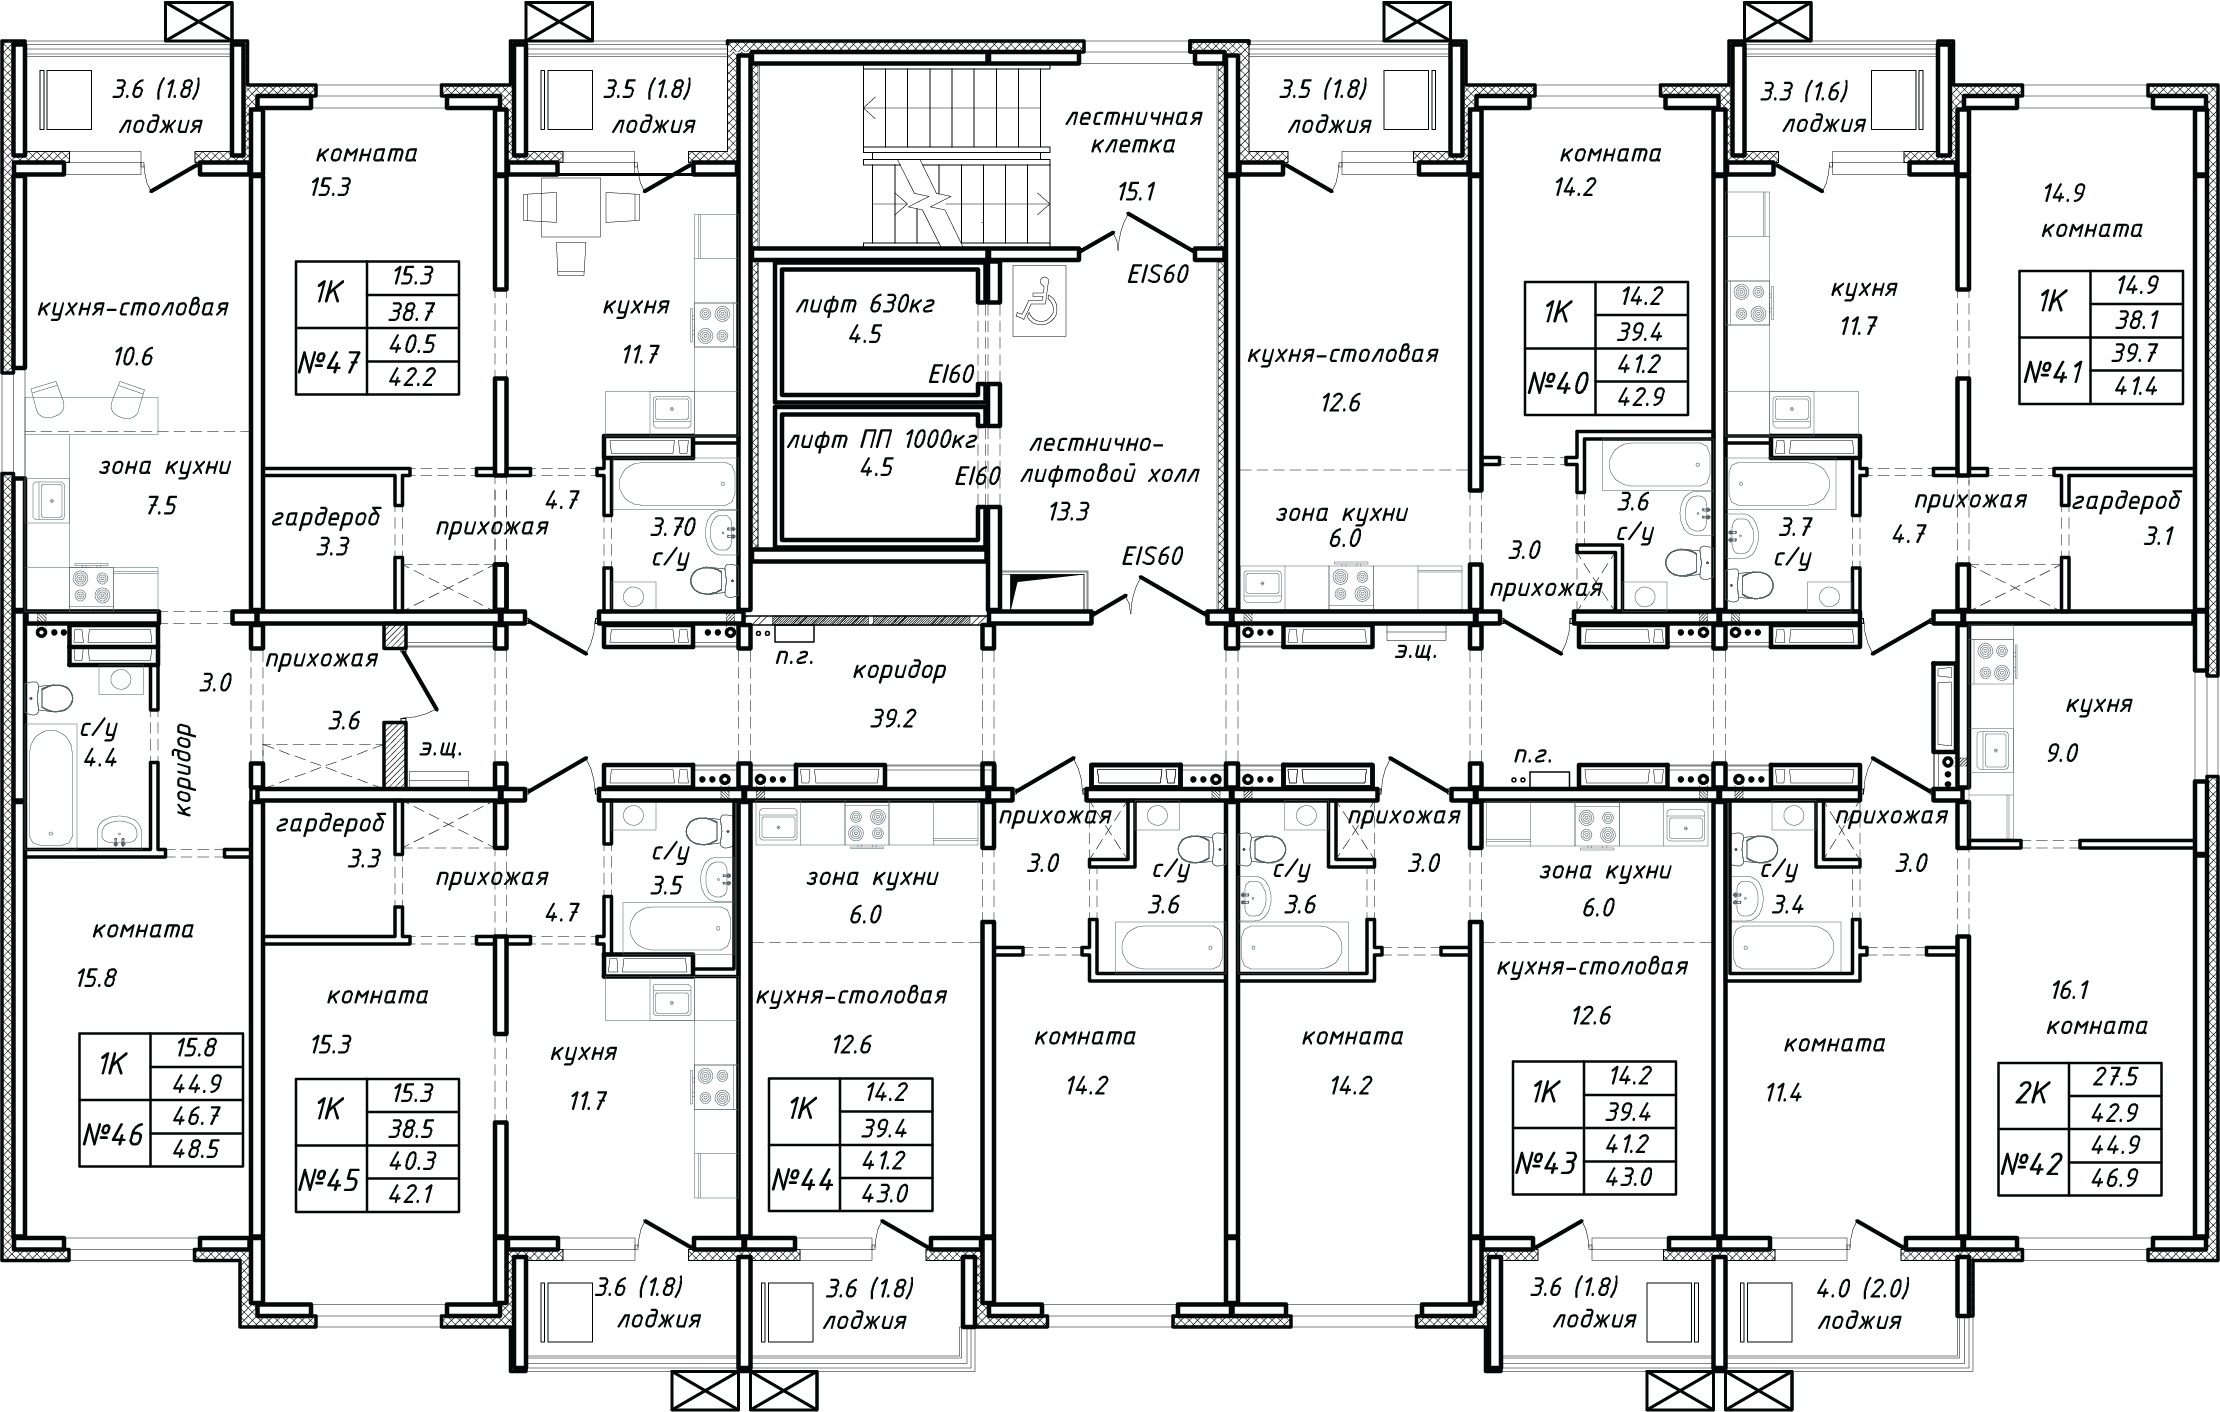 3.6 (1.8)
лоджия
3.5 (1.8)
лоджия
3.5 (1.8)
лоджия
3.3 (1.6)
лоджия
комната
15.3
лестничная
клетка
15.1
комната
14.2
14.9
комната
кухня-столовая
10.6
1К
15.3
38.7
№47
40.5
42.2
кухня
11.7
лифт 630кг
4.5
EI60
EIS60
кухня-столовая
12.6
1К
14.2
39.4
№40
41.2
42.9
кухня
11.7
1К
14.9
38.1
№41
39.7
41.4
зона кухни
7.5
гардероб
3.3
прихожая
4.7
3.70
с/у
лифт ПП 1000кг
4.5
EI60
лестнично-
лифтовой холл
13.3
EIS60
зона кухни
6.0
3.0
прихожая
3.6
с/у
3.7
с/у
прихожая
4.7
гардероб
3.1
прихожая
3.6
3.0
коридор
с/у
4.4
э.щ.
п.г.
коридор
39.2
э.щ.
п.г.
кухня
9.0
гардероб
3.3
прихожая
4.7
с/у
3.5
зона кухни
6.0
прихожая
3.0
с/у
3.6
с/у
3.6
прихожая
3.0
зона кухни
6.0
с/у
3.4
прихожая
3.0
комната
15.8
1К
15.8
44.9
№46
46.7
48.5
комната
15.3
1К
15.3
38.5
№45
40.3
42.1
кухня
11.7
кухня-столовая
12.6
1К
14.2
39.4
№44
41.2
43.0
комната
14.2
комната
14.2
кухня-столовая
12.6
1К
14.2
39.4
№43
41.2
43.0
комната
11.4
16.1
комната
2К
27.5
42.9
№42
44.9
46.9
3.6 (1.8)
лоджия
3.6 (1.8)
лоджия
3.6 (1.8)
лоджия
4.0 (2.0)
лоджия